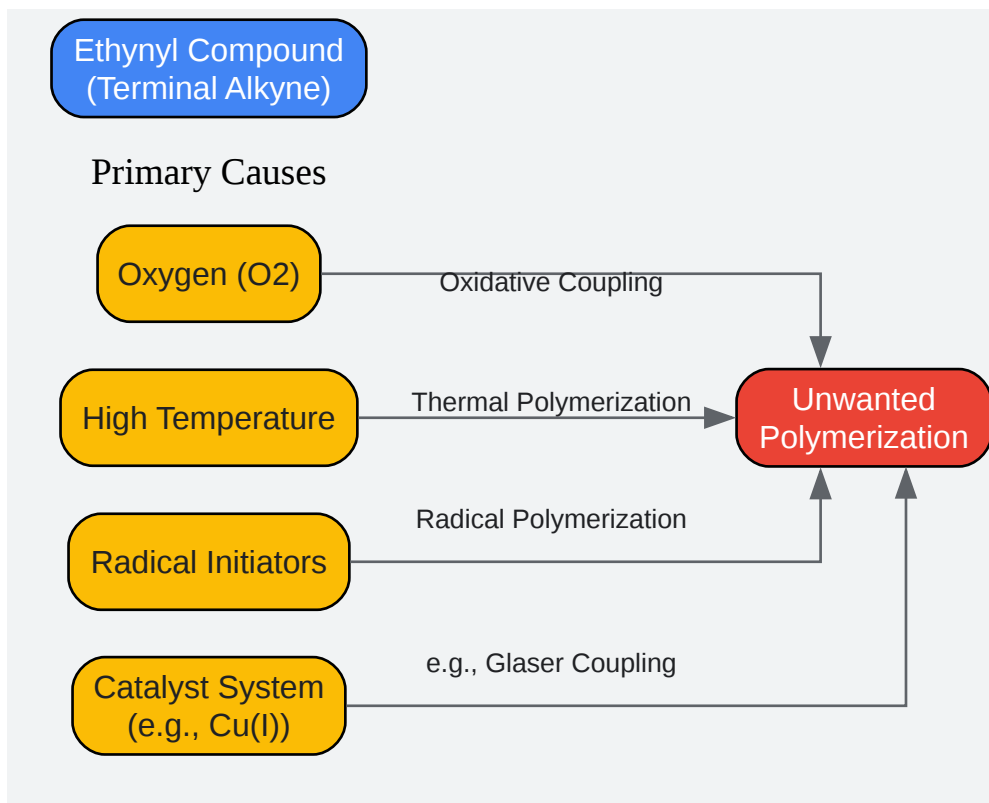 Ethynyl Compound
(Terminal Alkyne)
Primary Causes
Oxygen (O2)
Oxidative Coupling
High Temperature
Thermal Polymerization
Unwanted
Polymerization
Radical Initiators
Radical Polymerization
Catalyst System
(e.g., Cu(I))
e.g., Glaser Coupling